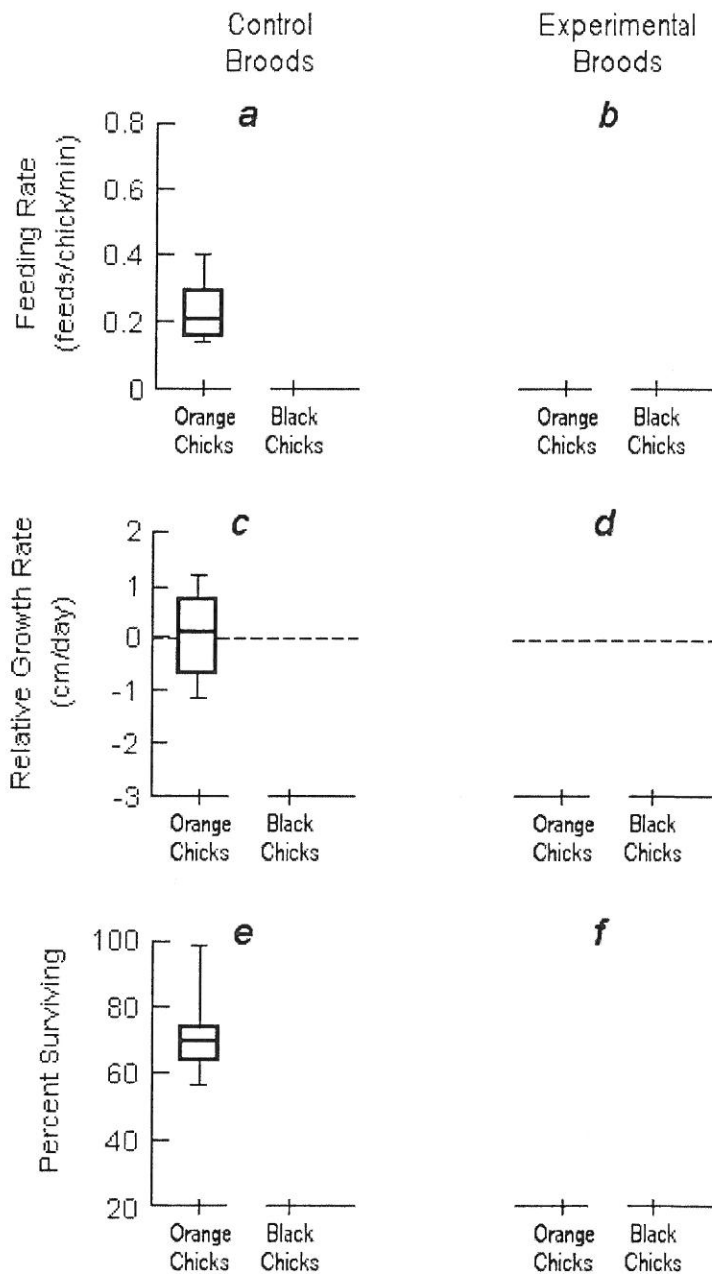 Control
Broods
Experimental
Broods
a
b
Feeding Rate
(feeds/chick/min)
0.8
0.6
0.4
0.2
0
Orange
Chicks
Black
Chicks
Orange
Chicks
Black
Chicks
c
d
Relative Growth Rate
(cm/day)
2
1
0
-1
-2
-3
Orange
Chicks
Black
Chicks
Orange
Chicks
Black
Chicks
e
f
Percent Surviving
100
80
60
40
20
Orange
Chicks
Black
Chicks
Orange
Chicks
Black
Chicks